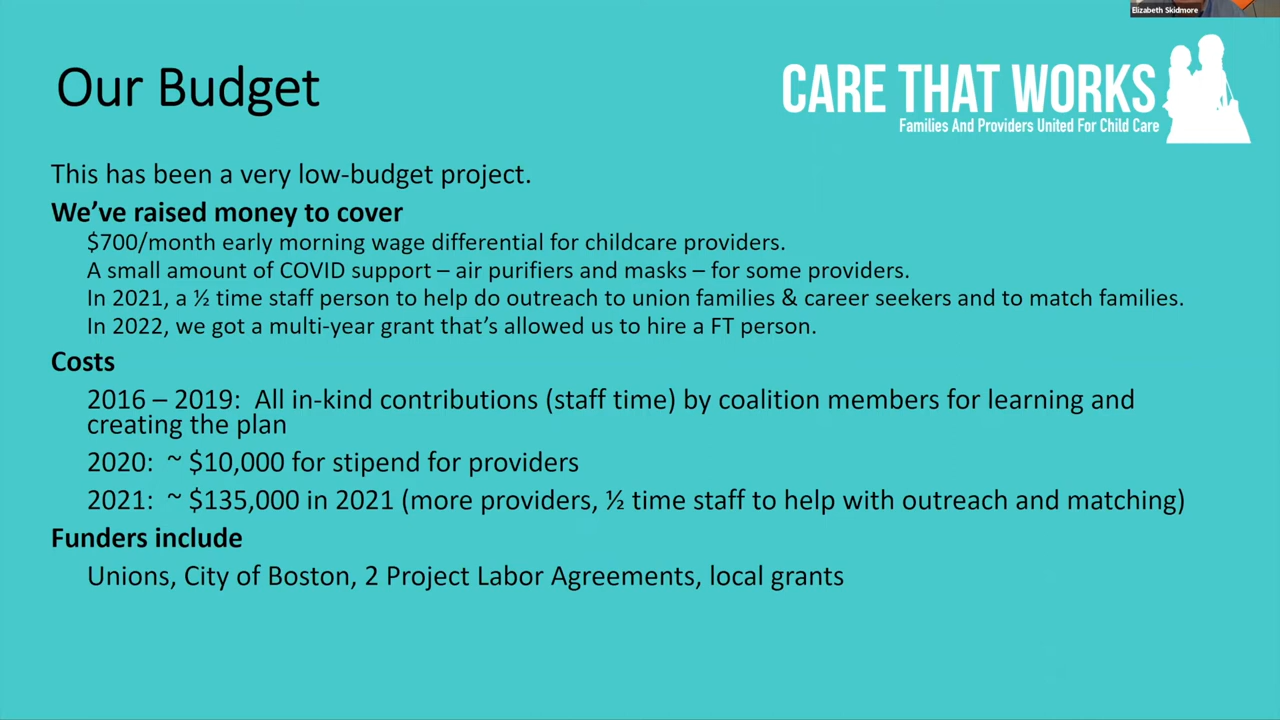 Elizabeth Skidmore
Our Budget
CARE THAT WORKS
Families And Providers United For Child Care
This has been a very low-budget project.
We’ve raised money to cover
$700/month early morning wage differential for childcare providers.
A small amount of COVID support – air purifiers and masks – for some providers.
In 2021, a ½ time staff person to help do outreach to union families & career seekers and to match families.
In 2022, we got a multi-year grant that’s allowed us to hire a FT person.
Costs
2016 – 2019:  All in-kind contributions (staff time) by coalition members for learning and
creating the plan
2020:  ~ $10,000 for stipend for providers
2021:  ~ $135,000 in 2021 (more providers, ½ time staff to help with outreach and matching)
Funders include
Unions, City of Boston, 2 Project Labor Agreements, local grants